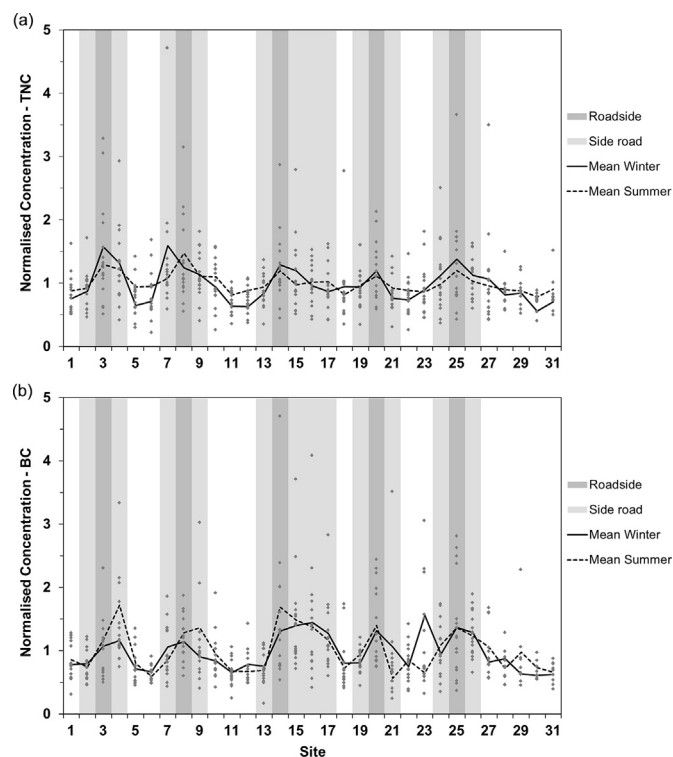 (a)
Normalised Concentration - TNC
5
4
3
2
1
0
1 3 5 7 9 11 13 15 17 19 21 23 25 27 29 31
Roadside
Side road
Mean Winter
Mean Summer
(b)
Normalised Concentration - BC
5
4
3
2
1
0
1 3 5 7 9 11 13 15 17 19 21 23 25 27 29 31
Site
Roadside
Side road
Mean Winter
Mean Summer